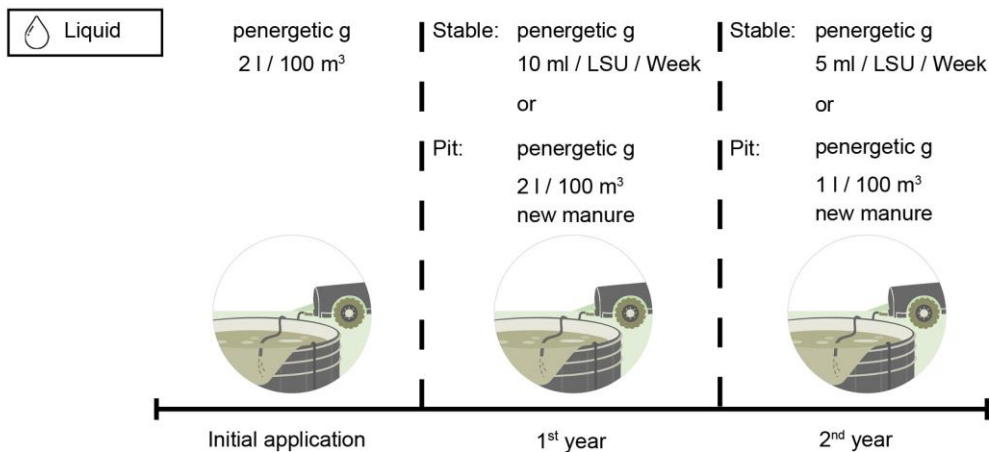 Liquid
penergetic g
2 l / 100 m³
Stable: penergetic g
10 ml / LSU / Week
or
Pit: penergetic g
2 l / 100 m³
new manure
Stable: penergetic g
5 ml / LSU / Week
or
Pit: penergetic g
1 l / 100 m³
new manure
Initial application
1st year
2nd year